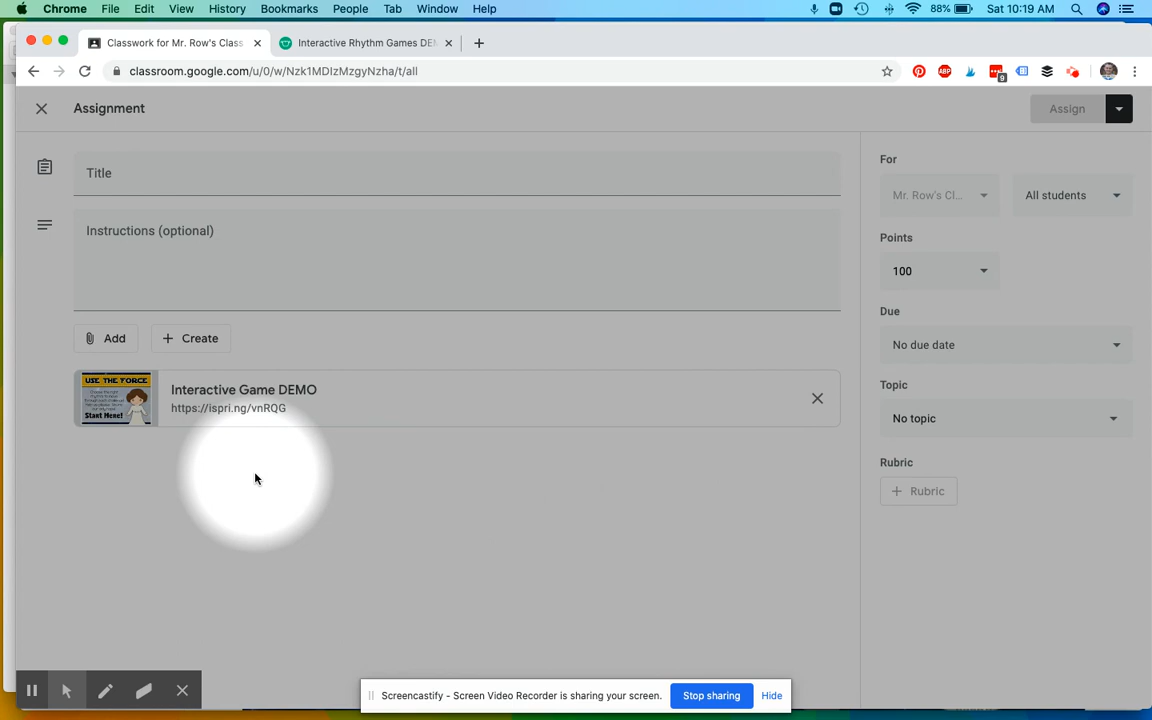 Chrome File Edit View History Bookmarks People Tab Window Help 88% Sat 10:19 AM
Classwork for Mr. Row's Class Interactive Rhythm Games DEM
classroom.google.com/u/0/w/Nzk1MDIzMzgyNzha/t/all
ABP
9
Assignment
Assign
Title
For
Mr. Row's Cl... All students
Instructions (optional)
Points
100
Due
Add Create
No due date
USE THE FORCE
Start Here!
Interactive Game DEMO
https://ispri.ng/vnRQG
Topic
No topic
Rubric
Rubric
Screencastify - Screen Video Recorder is sharing your screen. Stop sharing Hide